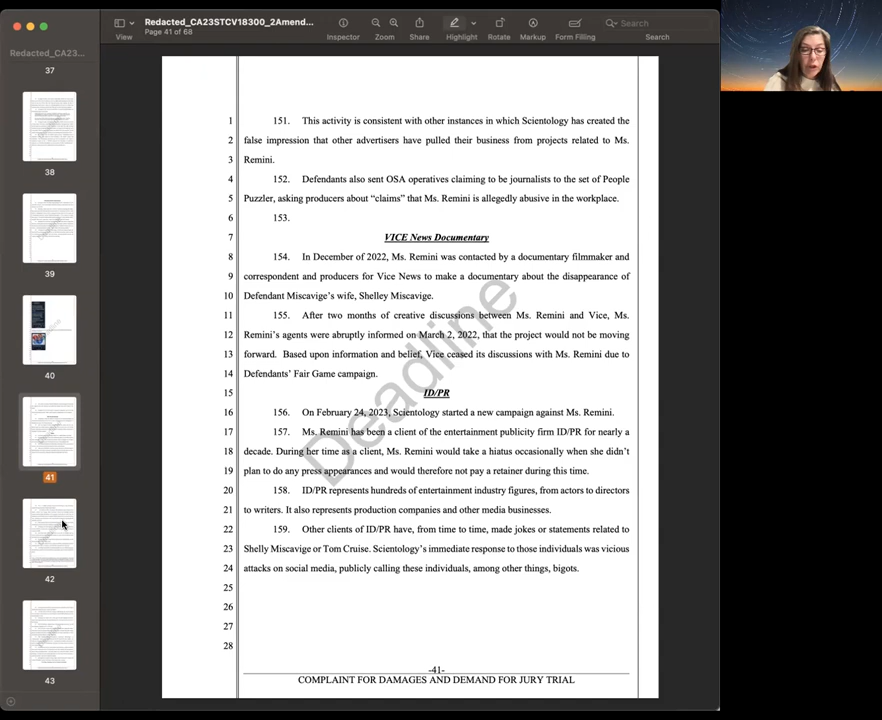 Redacted_CA23STCV18300_2Amend...
Page 41 of 68
View
Inspector
Zoom
Share
Highlight
Rotate
Markup
Form Filling
Search
Search
Redacted_CA23...
37
38
39
40
41
42
43
1 151. This activity is consistent with other instances in which Scientology has created the
2 false impression that other advertisers have pulled their business from projects related to Ms.
3 Remini.
4 152. Defendants also sent OSA operatives claiming to be journalists to the set of People
5 Puzzler, asking producers about “claims” that Ms. Remini is allegedly abusive in the workplace.
6 153.
7 VICE News Documentary
8 154. In December of 2022, Ms. Remini was contacted by a documentary filmmaker and
9 correspondent and producers for Vice News to make a documentary about the disappearance of
10 Defendant Miscavige’s wife, Shelley Miscavige.
11 155. After two months of creative discussions between Ms. Remini and Vice, Ms.
12 Remini’s agents were abruptly informed on March 2, 2022, that the project would not be moving
13 forward. Based upon information and belief, Vice ceased its discussions with Ms. Remini due to
14 Defendants’ Fair Game campaign.
15 ID/PR
16 156. On February 24, 2023, Scientology started a new campaign against Ms. Remini.
17 157. Ms. Remini has been a client of the entertainment publicity firm ID/PR for nearly a
18 decade. During her time as a client, Ms. Remini would take a hiatus occasionally when she didn’t
19 plan to do any press appearances and would therefore not pay a retainer during this time.
20 158. ID/PR represents hundreds of entertainment industry figures, from actors to directors
21 to writers. It also represents production companies and other media businesses.
22 159. Other clients of ID/PR have, from time to time, made jokes or statements related to
23 Shelly Miscavige or Tom Cruise. Scientology’s immediate response to those individuals was vicious
24 attacks on social media, publicly calling these individuals, among other things, bigots.
25
26
27
28
Deadline
-41-
COMPLAINT FOR DAMAGES AND DEMAND FOR JURY TRIAL